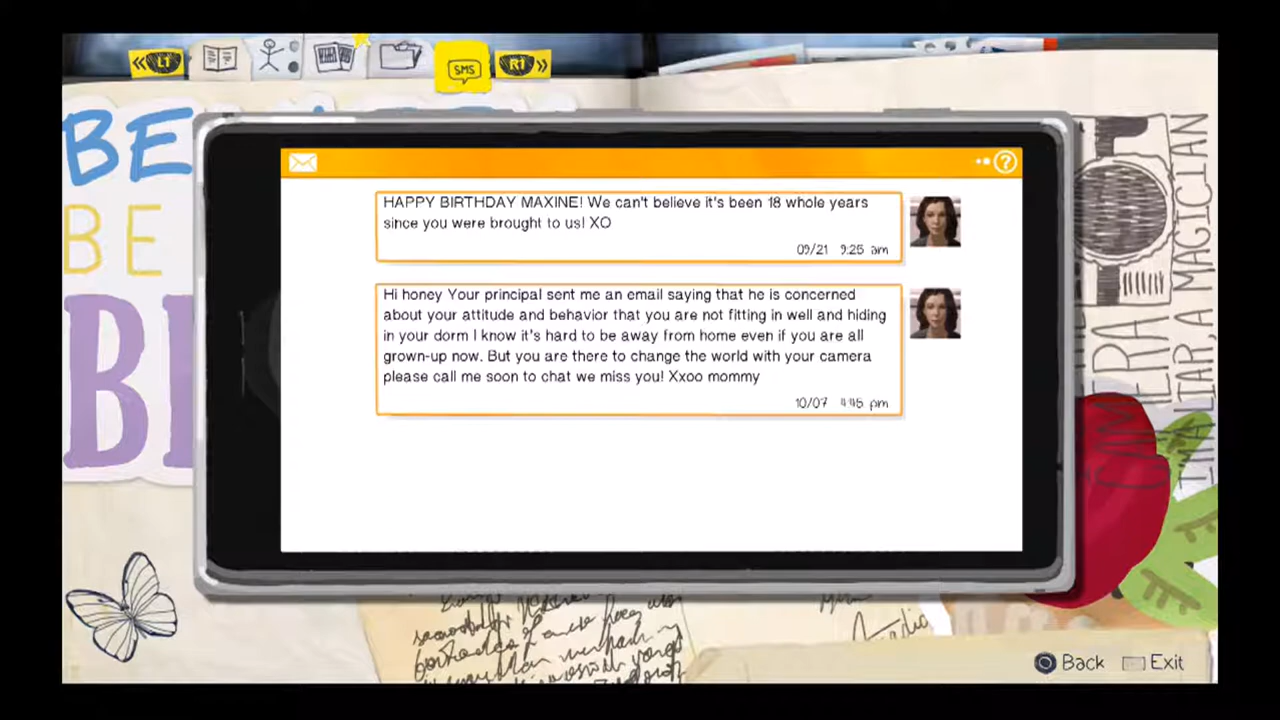 L1
SMS
R1
BE
BE
HAPPY BIRTHDAY MAXINE! We can't believe it's been 18 whole years
since you were brought to us! XO
09/21 9:25 am
Hi honey Your principal sent me an email saying that he is concerned
about your attitude and behavior that you are not fitting in well and hiding
in your dorm I know it's hard to be away from home even if you are all
grown-up now. But you are there to change the world with your camera
please call me soon to chat we miss you! Xxoo mommy
10/07 4:45 pm
CAMERA
I'M A LIAR, A MAGICIAN
Back
Exit